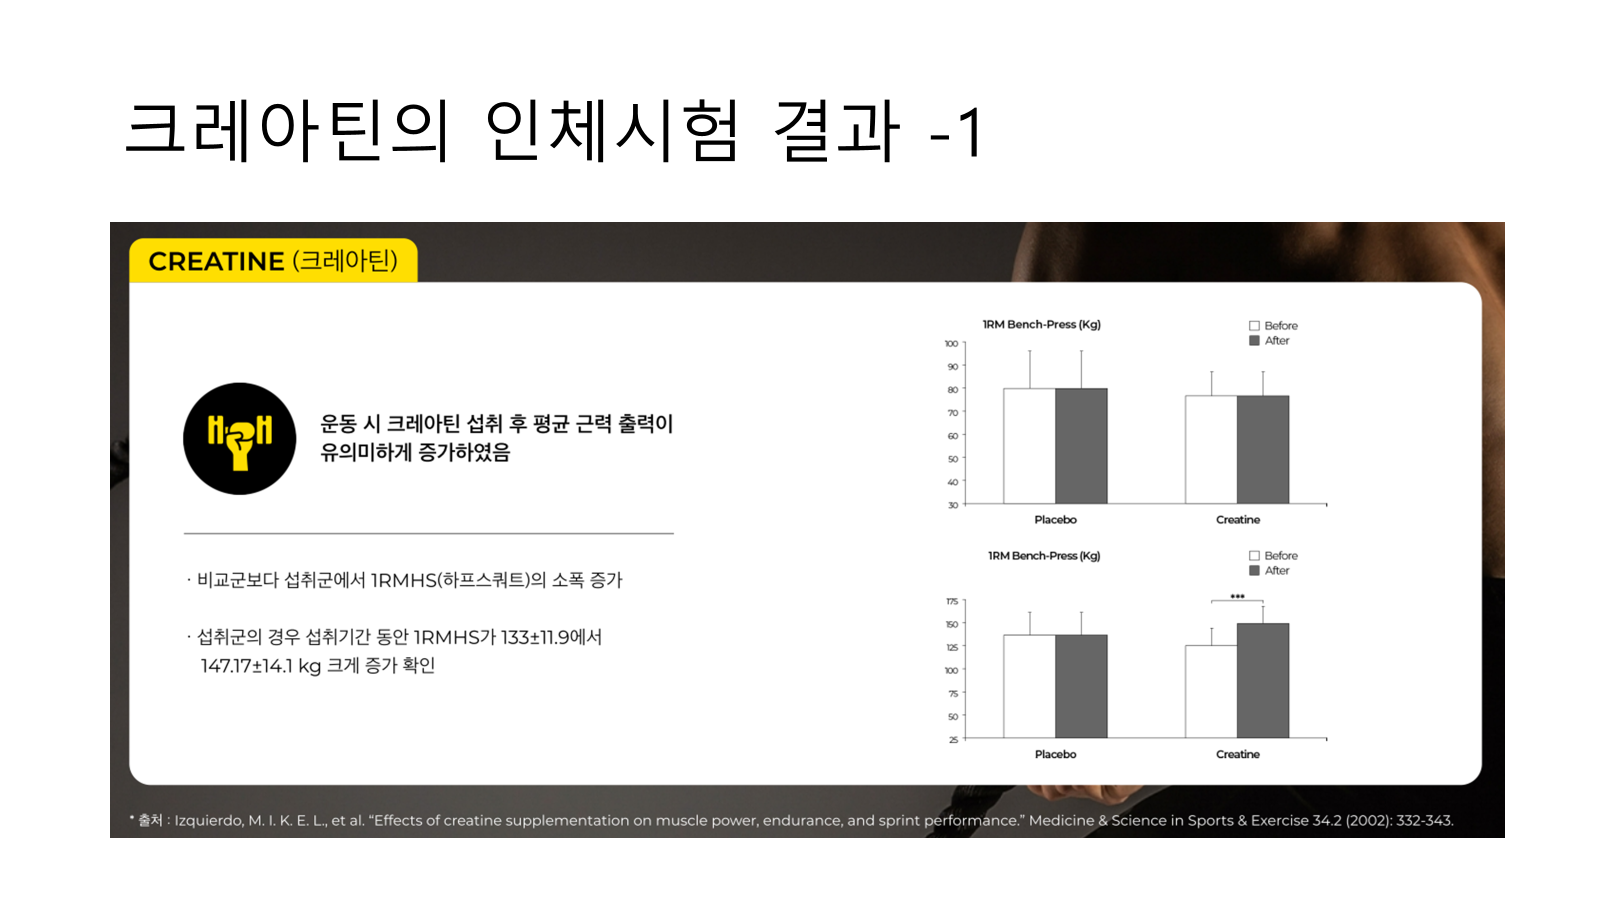 크레아틴의 인체시험 결과 -1
CREATINE (크레아틴)
운동 시 크레아틴 섭취 후 평균 근력 출력이
유의미하게 증가하였음
· 비교군보다 섭취군에서 1RMHS(하프스쿼트)의 소폭 증가
· 섭취군의 경우 섭취기간 동안 1RMHS가 133±11.9에서
147.17±14.1 kg 크게 증가 확인
1RM Bench-Press (Kg)
Before
After
100
90
80
70
60
50
40
30
Placebo
Creatine
1RM Bench-Press (Kg)
Before
After
***
175
150
125
100
75
50
25
Placebo
Creatine
* 출처 : Izquierdo, M. I. K. E. L., et al. “Effects of creatine supplementation on muscle power, endurance, and sprint performance.” Medicine & Science in Sports & Exercise 34.2 (2002): 332-343.